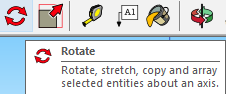 A1
Rotate
Rotate, stretch, copy and array
selected entities about an axis.